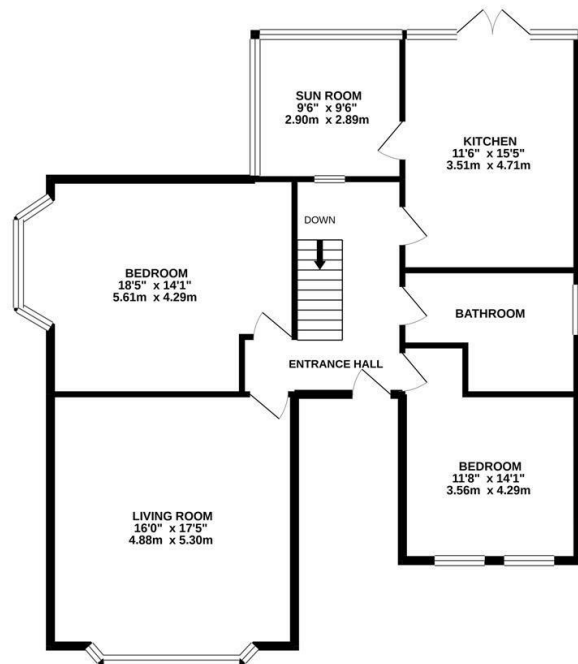 SUN ROOM
9'6" x 9'6"
2.90m x 2.89m
KITCHEN
11'6" x 15'5"
3.51m x 4.71m
DOWN
BEDROOM
18'5" x 14'1"
5.61m x 4.29m
BATHROOM
ENTRANCE HALL
BEDROOM
11'8" x 14'1"
3.56m x 4.29m
LIVING ROOM
16'0" x 17'5"
4.88m x 5.30m